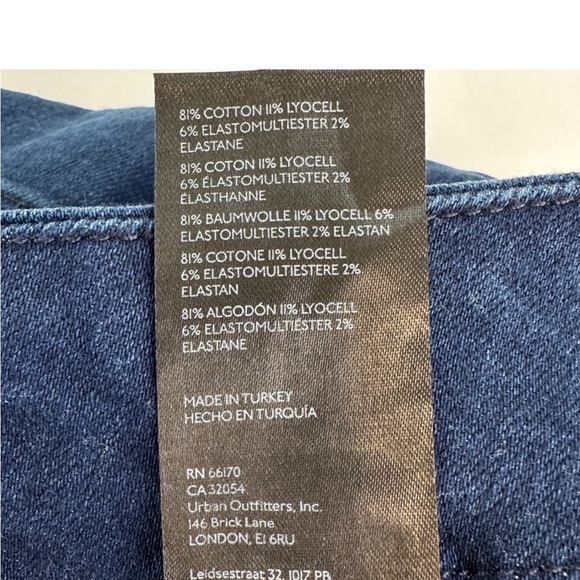 81% COTTON 11% LYOCELL
6% ELASTOMULTIESTER 2%
ELASTANE
81% COTON 11% LYOCELL
6% ÉLASTOMULTIESTER 2%
ÉLASTHANNE
81% BAUMWOLLE 11% LYOCELL 6%
ELASTOMULTIESTER 2% ELASTAN
81% COTONE 11% LYOCELL
6% ELASTOMULTIESTERE 2%
ELASTAN
81% ALGODÓN 11% LYOCELL
6% ELASTOMULTIÉSTER 2%
ELASTANE
MADE IN TURKEY
HECHO EN TURQUÍA
RN 66170
CA 32054
Urban Outfitters, Inc.
146 Brick Lane
LONDON, E1 6RU
Leidsestraat 32, 1017 PB